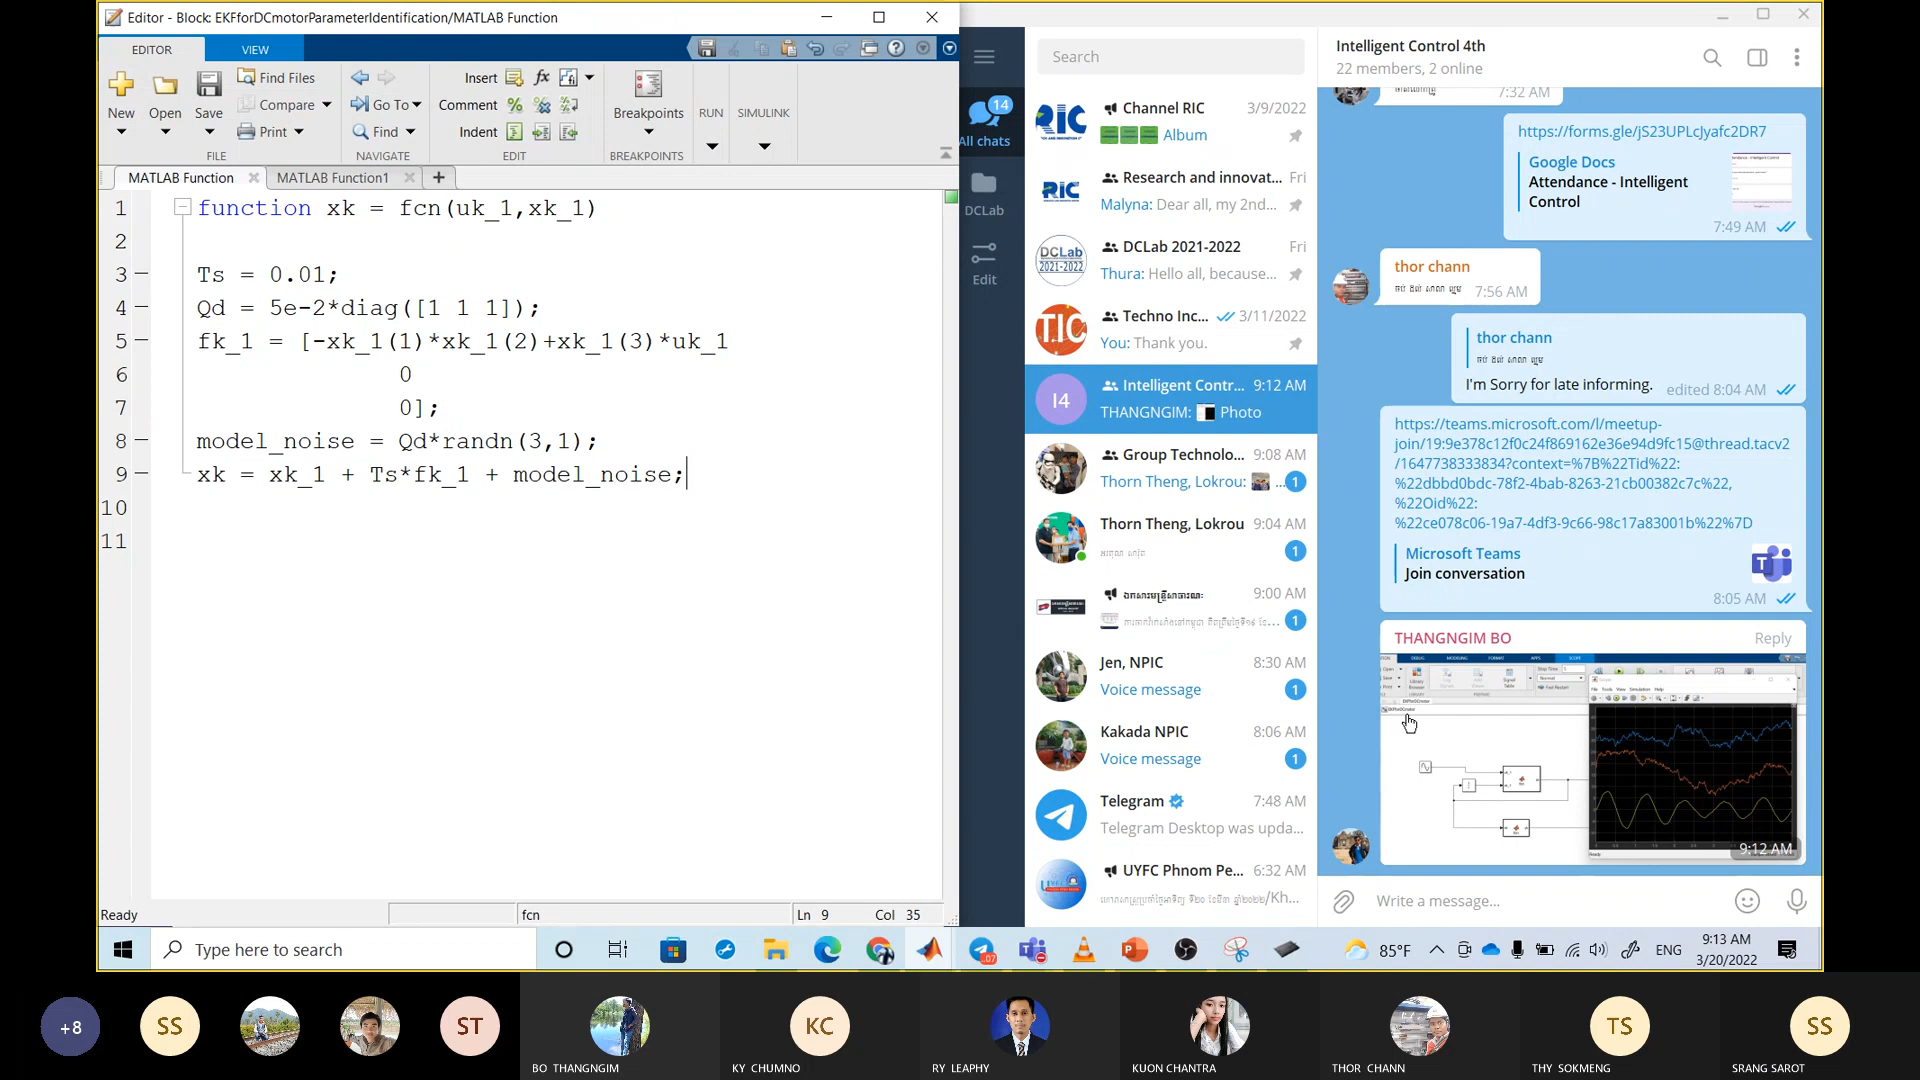 Editor - Block: EKFforDCmotorParameterIdentification/MATLAB Function
EDITOR
VIEW
New
Open
Save
Find Files
Compare
Print
FILE
Go To
Find
NAVIGATE
Insert
fx
Comment
Indent
EDIT
Breakpoints
BREAKPOINTS
RUN
SIMULINK
MATLAB Function
MATLAB Function1
1 function xk = fcn(uk_1,xk_1)
2
3 Ts = 0.01;
4 Qd = 5e-2*diag([1 1 1]);
5 fk_1 = [-xk_1(1)*xk_1(2)+xk_1(3)*uk_1
6 0
7 0];
8 model_noise = Qd*randn(3,1);
9 xk = xk_1 + Ts*fk_1 + model_noise;
10
11
Ready
fcn
Ln 9
Col 35
14
All chats
DCLab
Edit
Search
Channel RIC 3/9/2022
Album
Research and innovat... Fri
Malyna: Dear all, my 2nd...
DCLab 2021-2022 Fri
Thura: Hello all, because...
Techno Inc... 3/11/2022
You: Thank you.
Intelligent Contr... 9:12 AM
THANGNGIM: Photo
Group Technolo... 9:08 AM
Thorn Theng, Lokrou: ... 1
Thorn Theng, Lokrou 9:04 AM
1
9:00 AM
1
Jen, NPIC 8:30 AM
Voice message 1
Kakada NPIC 8:06 AM
Voice message 1
Telegram 7:48 AM
Telegram Desktop was upda...
UYFC Phnom Pe... 6:32 AM
RIC
RIC
DCLab
2021-2022
TIC
I4
Intelligent Control 4th
22 members, 2 online
7:32 AM
https://forms.gle/jS23UPLcJyafc2DR7
Google Docs
Attendance - Intelligent
Control
7:49 AM
thor chann
7:56 AM
thor chann
I'm Sorry for late informing. edited 8:04 AM
https://teams.microsoft.com/l/meetup-
join/19:9e378c12f0c24f869162e36e94d9fc15@thread.tacv2
/1647738333834?context=%7B%22Tid%22:
%22dbbd0bdc-78f2-4bab-8263-21cb00382c7c%22,
%22Oid%22:
%22ce078c06-19a7-4df3-9c66-98c17a83001b%22%7D
Microsoft Teams
Join conversation
8:05 AM
THANGNGIM BO Reply
9:12 AM
Write a message...
Type here to search
85°F
ENG
9:13 AM
3/20/2022
+8
SS
ST
BO THANGNGIM
KC
KY CHUMNO
RY LEAPHY
KUON CHANTRA
THOR CHANN
TS
THY SOKMENG
SS
SRANG SAROT